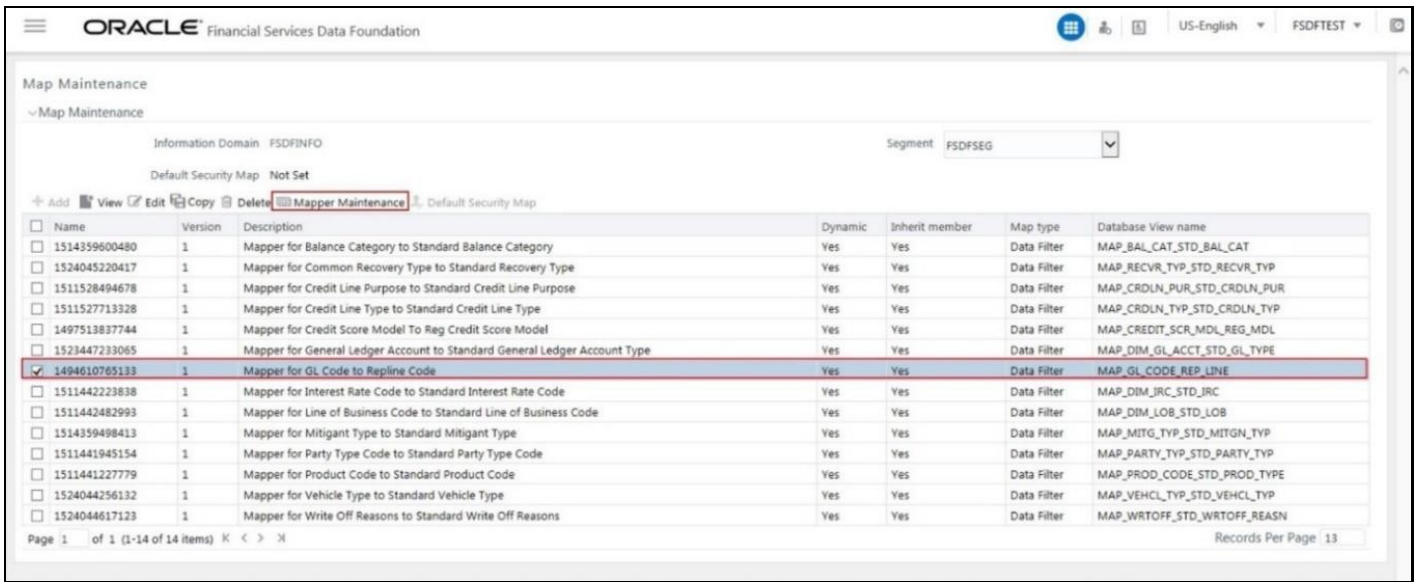 ORACLE Financial Services Data Foundation US-English FSDFTEST
Map Maintenance
Map Maintenance
Information Domain FSDFINFO Segment FSDFSEG
Default Security Map Not Set
Add View Edit Copy Delete Mapper Maintenance Default Security Map
Name Version Description Dynamic Inherit member Map type Database View name
1514359600480 1 Mapper for Balance Category to Standard Balance Category Yes Yes Data Filter MAP_BAL_CAT_STD_BAL_CAT
1524045220417 1 Mapper for Common Recovery Type to Standard Recovery Type Yes Yes Data Filter MAP_RECVR_TYP_STD_RECVR_TYP
1511528494678 1 Mapper for Credit Line Purpose to Standard Credit Line Purpose Yes Yes Data Filter MAP_CRDLN_PUR_STD_CRDLN_PUR
1511527713328 1 Mapper for Credit Line Type to Standard Credit Line Type Yes Yes Data Filter MAP_CRDLN_TYP_STD_CRDLN_TYP
1497513837744 1 Mapper for Credit Score Model To Reg Credit Score Model Yes Yes Data Filter MAP_CREDIT_SCR_MDL_REG_MDL
1523447233065 1 Mapper for General Ledger Account to Standard General Ledger Account Type Yes Yes Data Filter MAP_DIM_GL_ACCT_STD_GL_TYPE
1494610765133 1 Mapper for GL Code to Repline Code Yes Yes Data Filter MAP_GL_CODE_REP_LINE
1511442223838 1 Mapper for Interest Rate Code to Standard Interest Rate Code Yes Yes Data Filter MAP_DIM_IRC_STD_IRC
1511442482993 1 Mapper for Line of Business Code to Standard Line of Business Code Yes Yes Data Filter MAP_DIM_LOB_STD_LOB
1514359498413 1 Mapper for Mitigant Type to Standard Mitigant Type Yes Yes Data Filter MAP_MITG_TYP_STD_MITGN_TYP
1511441945154 1 Mapper for Party Type Code to Standard Party Type Code Yes Yes Data Filter MAP_PARTY_TYP_STD_PARTY_TYP
1511441227779 1 Mapper for Product Code to Standard Product Code Yes Yes Data Filter MAP_PROD_CODE_STD_PROD_TYPE
1524044256132 1 Mapper for Vehicle Type to Standard Vehicle Type Yes Yes Data Filter MAP_VEHCL_TYP_STD_VEHCL_TYP
1524044617123 1 Mapper for Write Off Reasons to Standard Write Off Reasons Yes Yes Data Filter MAP_WRTOFF_STD_WRTOFF_REASN
Page 1 of 1 (1-14 of 14 items) Records Per Page 13